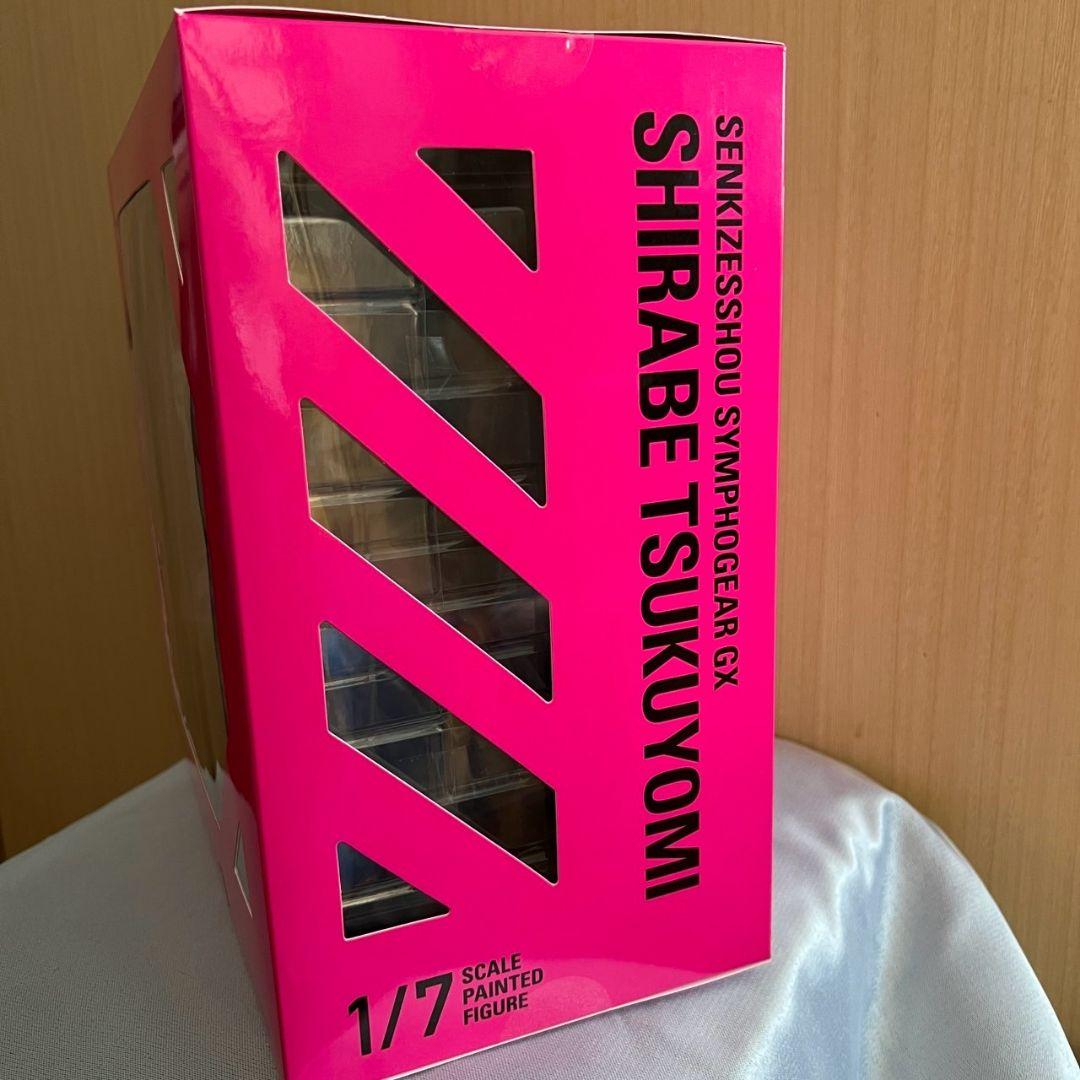 SENKIZESSHOU SYMPHOGEAR GX
SHIRABE TSUKUYOMI
1/7 SCALE
PAINTED
FIGURE